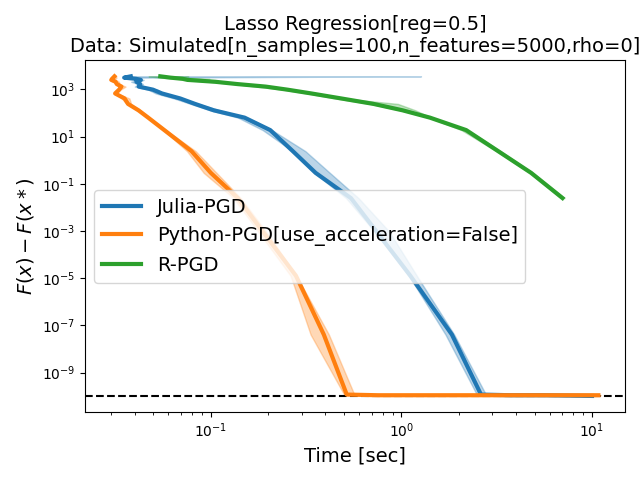 Lasso Regression[reg=0.5]
Data: Simulated[n_samples=100,n_features=5000,rho=0]
F(x) − F(x*)
10³
10¹
10⁻¹
10⁻³
10⁻⁵
10⁻⁷
10⁻⁹
Julia-PGD
Python-PGD[use_acceleration=False]
R-PGD
10⁻¹ 10⁰ 10¹
Time [sec]